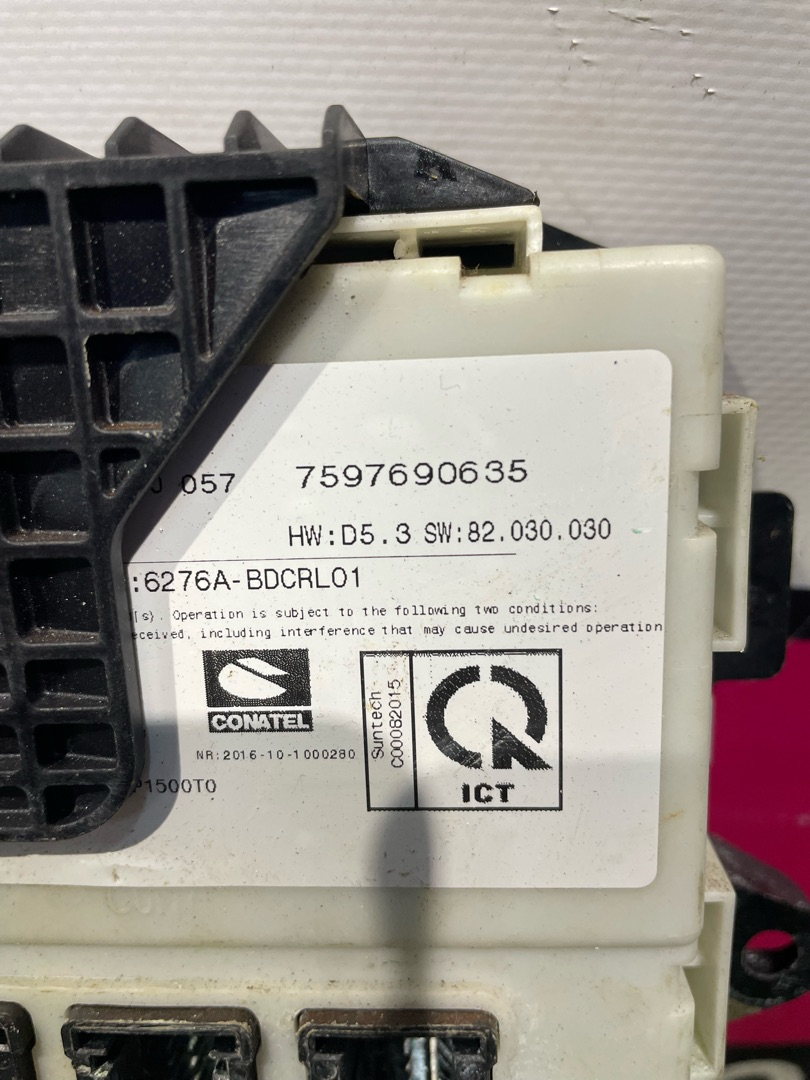 057 7597690635
HW:D5.3 SW:82.030.030
:6276A-BDCRL01
(s). Operation is subject to the following two conditions:
eceived, including interference that may cause undesired operation
CONATEL
NR:2016-10-1000280
Suntech
C00082015
ICT
P1500T0